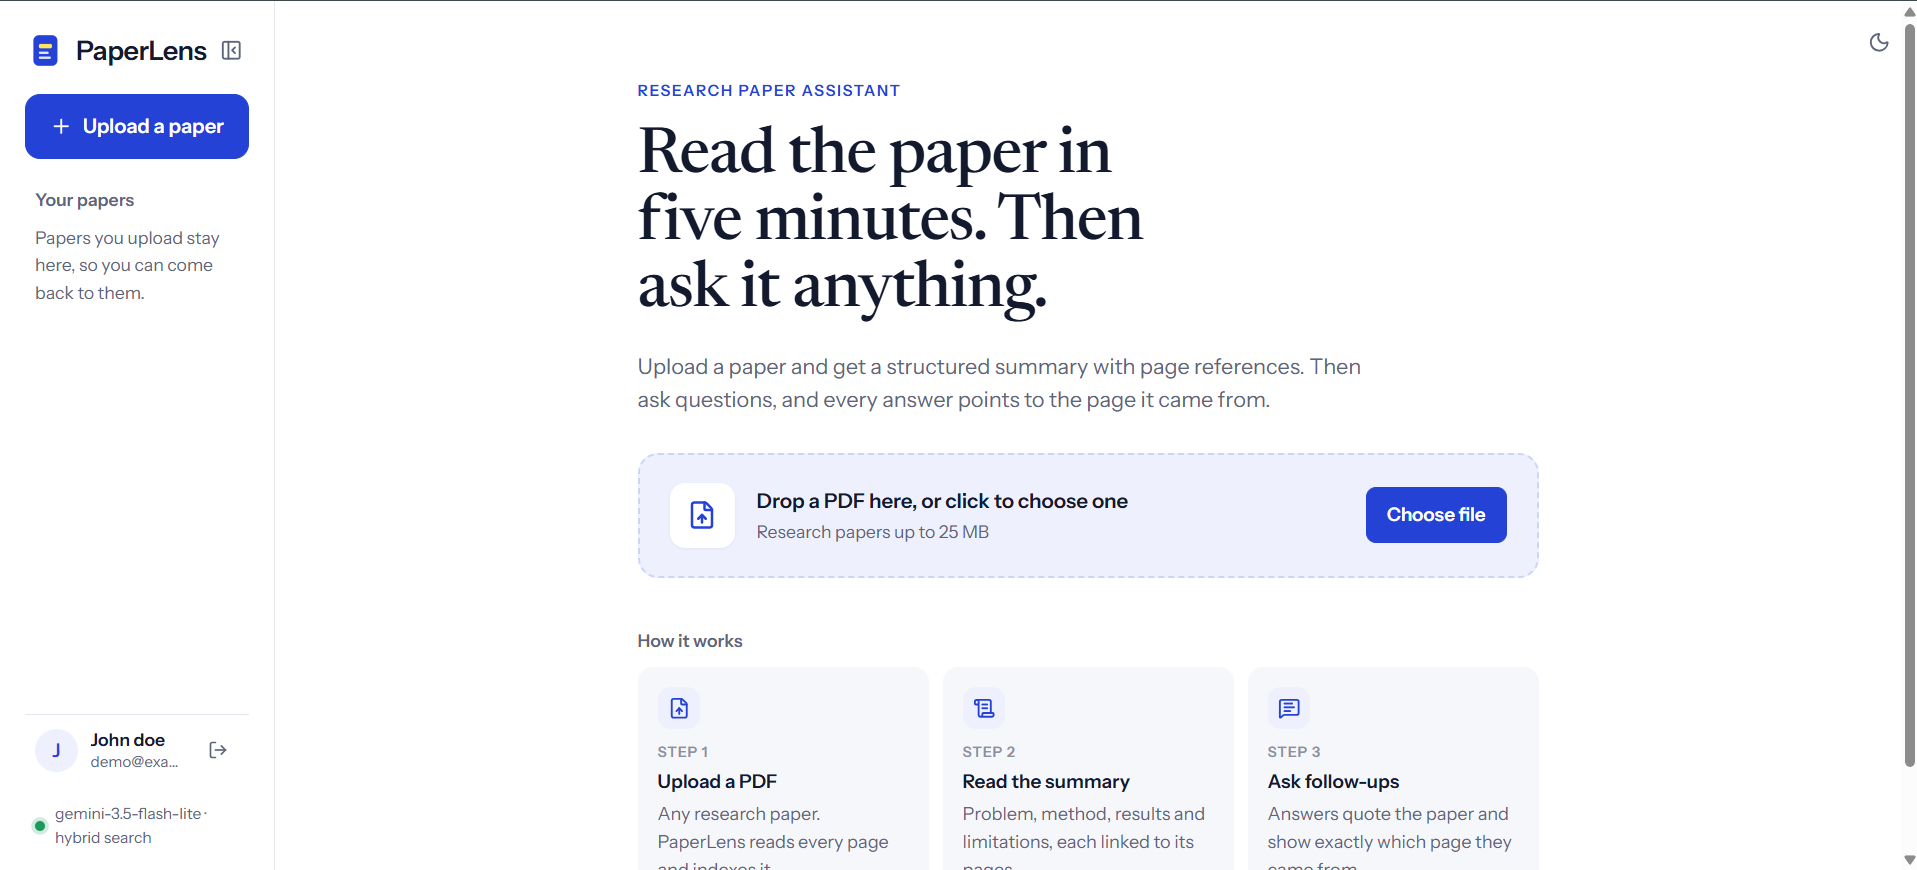 PaperLens
Upload a paper
Your papers
Papers you upload stay
here, so you can come
back to them.
J
John doe
demo@exa...
gemini-3.5-flash-lite ·
hybrid search
RESEARCH PAPER ASSISTANT
Read the paper in
five minutes. Then
ask it anything.
Upload a paper and get a structured summary with page references. Then
ask questions, and every answer points to the page it came from.
Drop a PDF here, or click to choose one
Research papers up to 25 MB
Choose file
How it works
STEP 1
Upload a PDF
Any research paper.
PaperLens reads every page
and indexes it
STEP 2
Read the summary
Problem, method, results and
limitations, each linked to its
pages.
STEP 3
Ask follow-ups
Answers quote the paper and
show exactly which page they
came from.